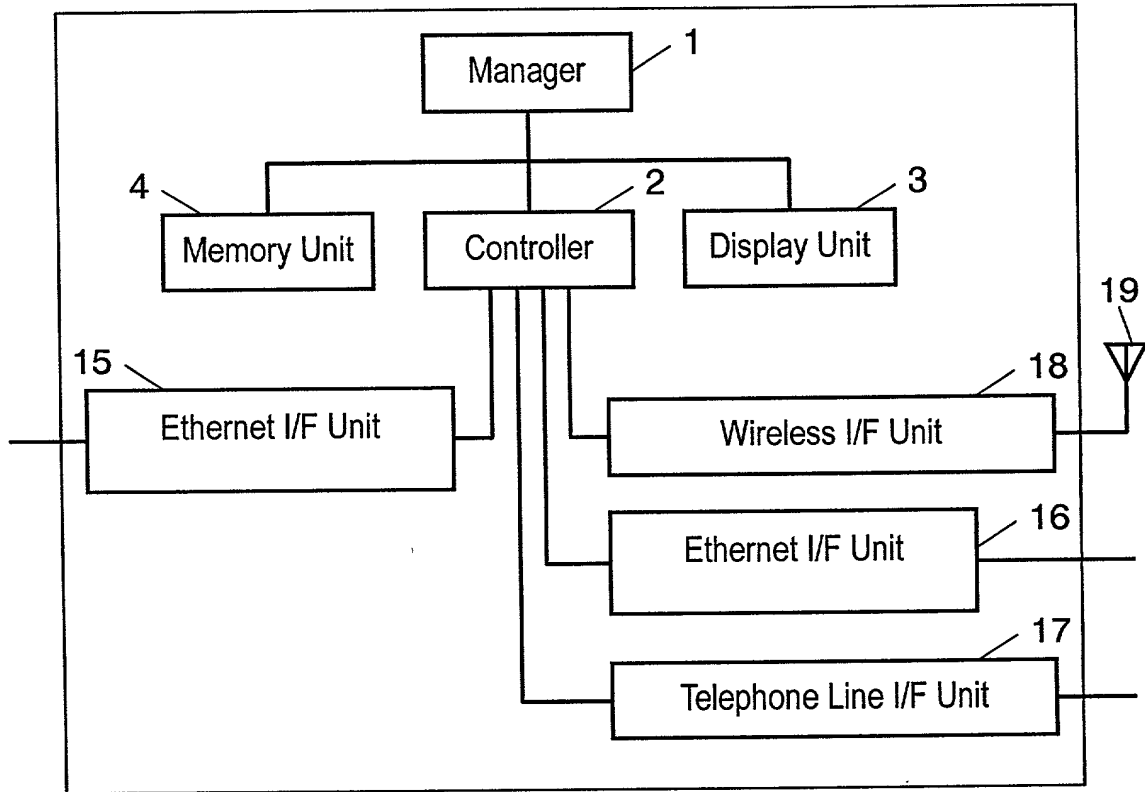 1
Manager
4
2
3
Memory Unit
Controller
Display Unit
19
15
18
Ethernet I/F Unit
Wireless I/F Unit
16
Ethernet I/F Unit
17
Telephone Line I/F Unit